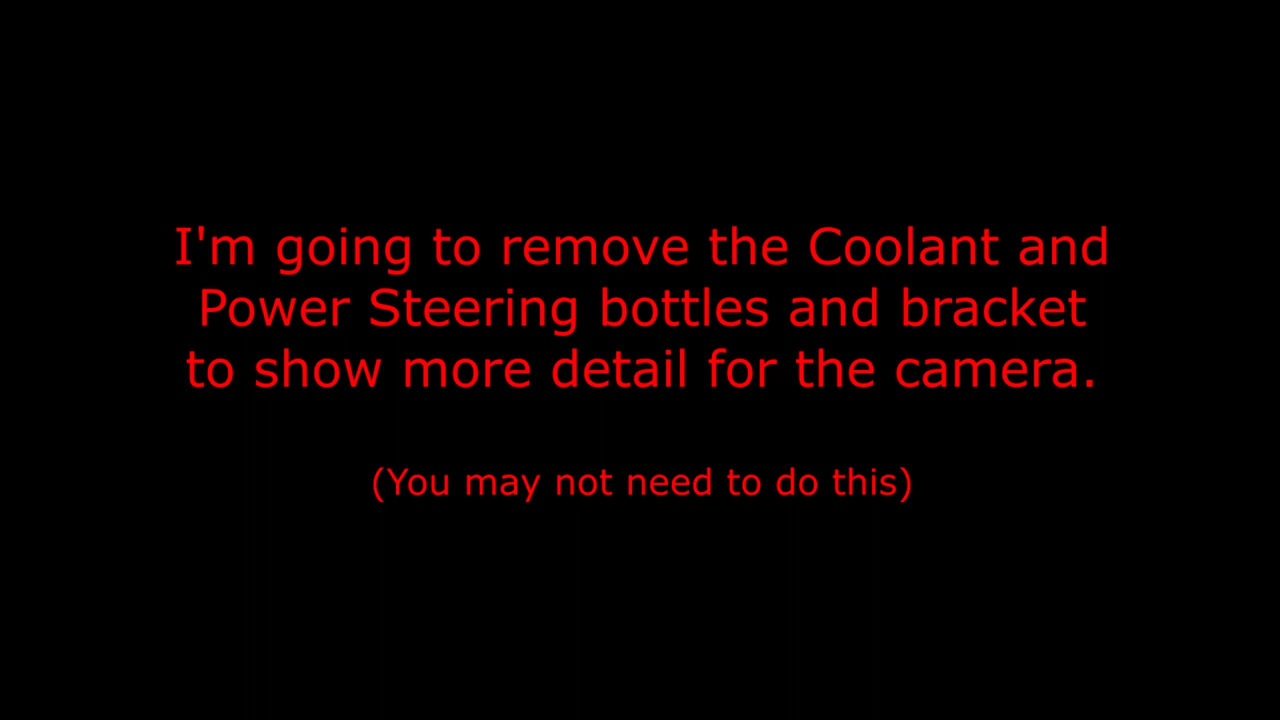 I'm going to remove the Coolant and
Power Steering bottles and bracket
to show more detail for the camera.
(You may not need to do this)